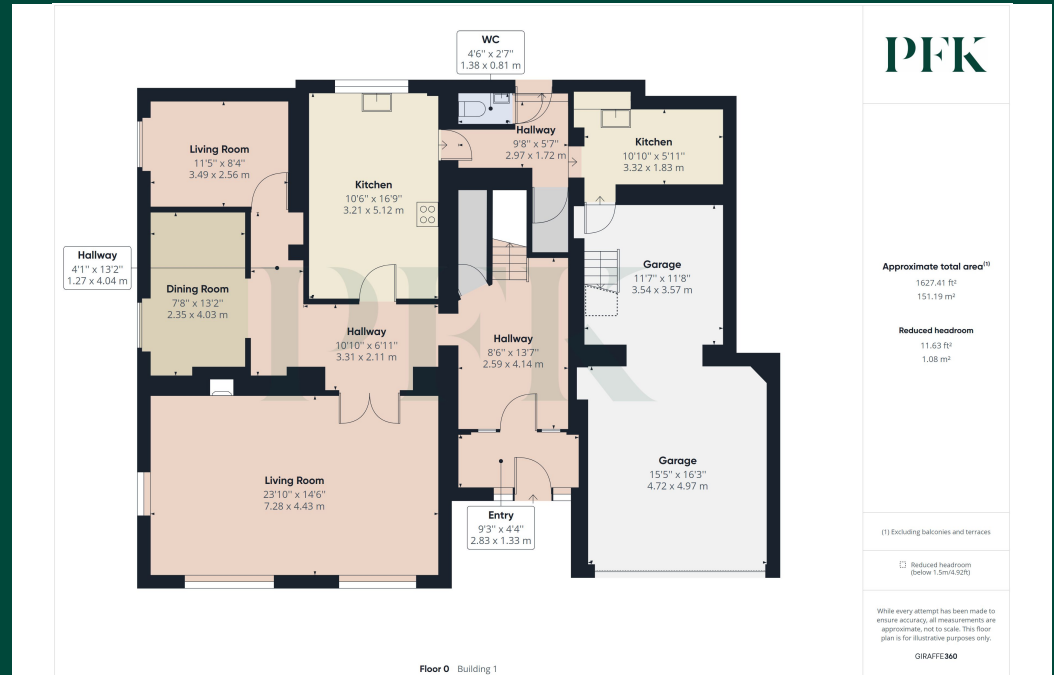 WC
4'6" x 2'7"
1.38 x 0.81 m
PFK
Living Room
11'5" x 8'4"
3.49 x 2.56 m
Hallway
9'8" x 5'7"
2.97 x 1.72 m
Kitchen
10'10" x 5'11"
3.32 x 1.83 m
Kitchen
10'6" x 16'9"
3.21 x 5.12 m
Hallway
4'1" x 13'2"
1.27 x 4.04 m
Dining Room
7'8" x 13'2"
2.35 x 4.03 m
Garage
11'7" x 11'8"
3.54 x 3.57 m
Hallway
10'10" x 6'11"
3.31 x 2.11 m
Hallway
8'6" x 13'7"
2.59 x 4.14 m
PFK
Living Room
23'10" x 14'6"
7.28 x 4.43 m
Garage
15'5" x 16'3"
4.72 x 4.97 m
Entry
9'3" x 4'4"
2.83 x 1.33 m
Approximate total area(1)
1627.41 ft²
151.19 m²
Reduced headroom
11.63 ft²
1.08 m²
(1) Excluding balconies and terraces
Reduced headroom
(below 1.5m/4.92ft)
While every attempt has been made to
ensure accuracy, all measurements are
approximate, not to scale. This floor
plan is for illustrative purposes only.
GIRAFFE360
Floor 0 Building 1